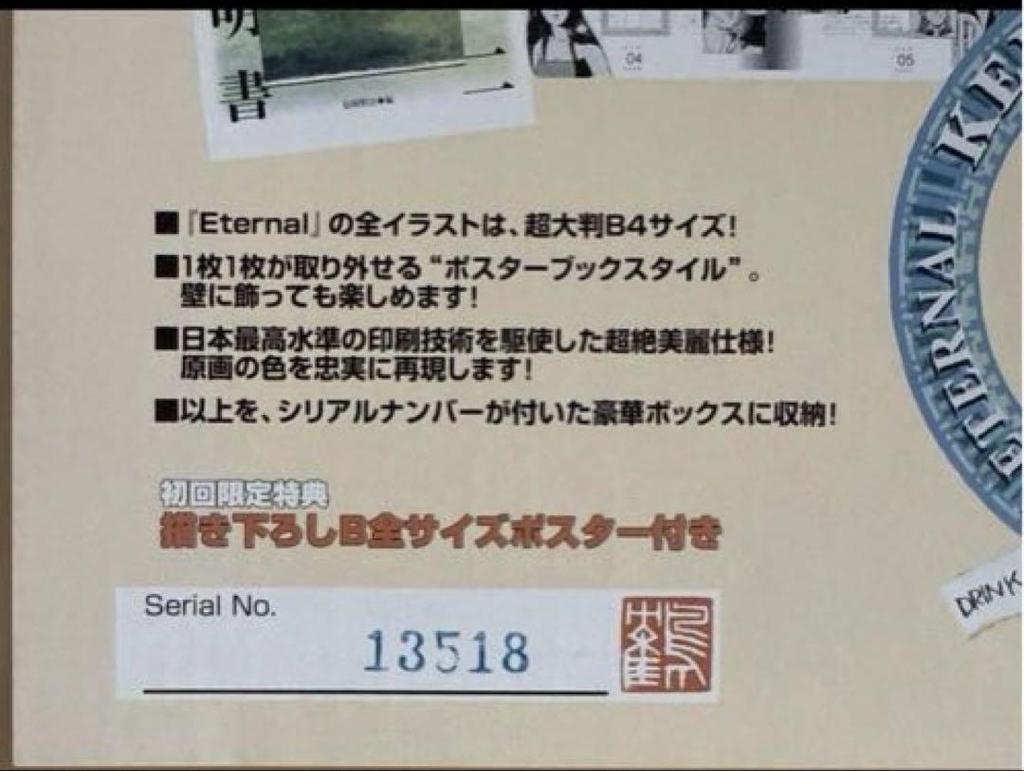 明
書
04
05
ETERNAL KE
■『Eternal』の全イラストは、超大判B4サイズ!
■1枚1枚が取り外せる“ポスターブックスタイル”。
壁に飾っても楽しめます!
■日本最高水準の印刷技術を駆使した超絶美麗仕様!
原画の色を忠実に再現します!
■以上を、シリアルナンバーが付いた豪華ボックスに収納!
初回限定特典
描き下ろしB全サイズポスター付き
DRINK
Serial No.
13518